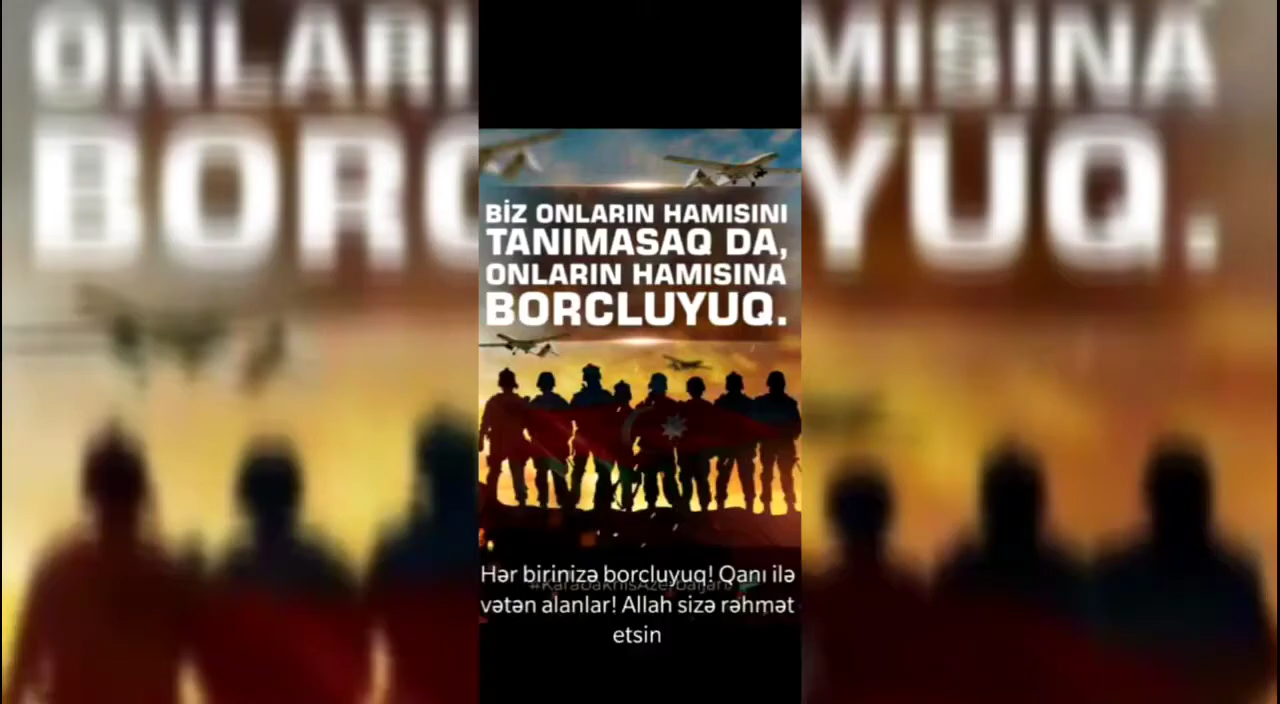 BİZ ONLARIN HAMISINI
TANIMASAQ DA,
ONLARIN HAMISINA
BORCLUYUQ.
#KarabakhisAzerbaijan
Hər birinizə borcluyuq! Qanı ilə
vətən alanlar! Allah sizə rəhmət
etsin